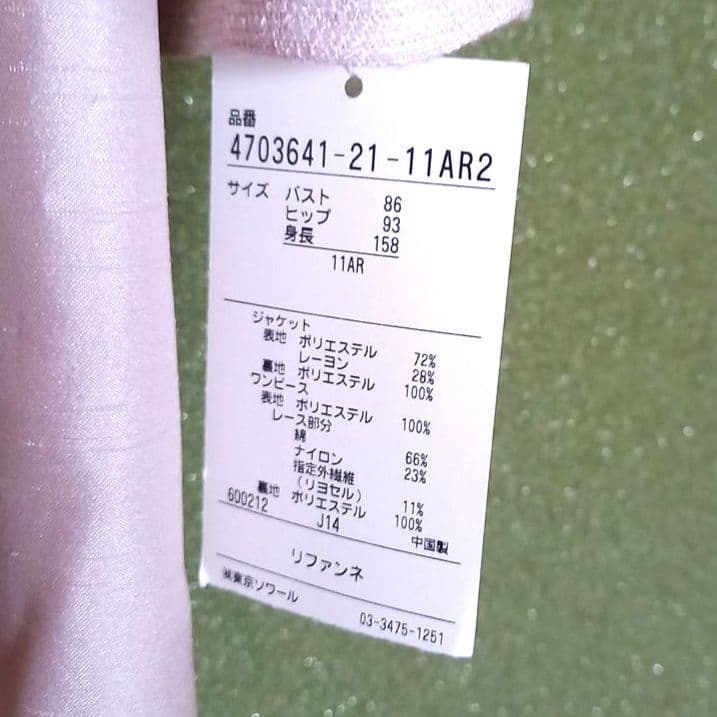 品番
4703641-21-11AR2
サイズ バスト 86
ヒップ 93
身長 158
11AR
ジャケット
表地 ポリエステル 72%
レーヨン 28%
裏地 ポリエステル 100%
ワンピース
表地 ポリエステル 100%
レース部分
綿 66%
ナイロン 23%
指定外繊維
(リヨセル) 11%
裏地 ポリエステル 100%
600212 J14 中国製
リファンネ
㈱東京ソワール
03-3475-1251